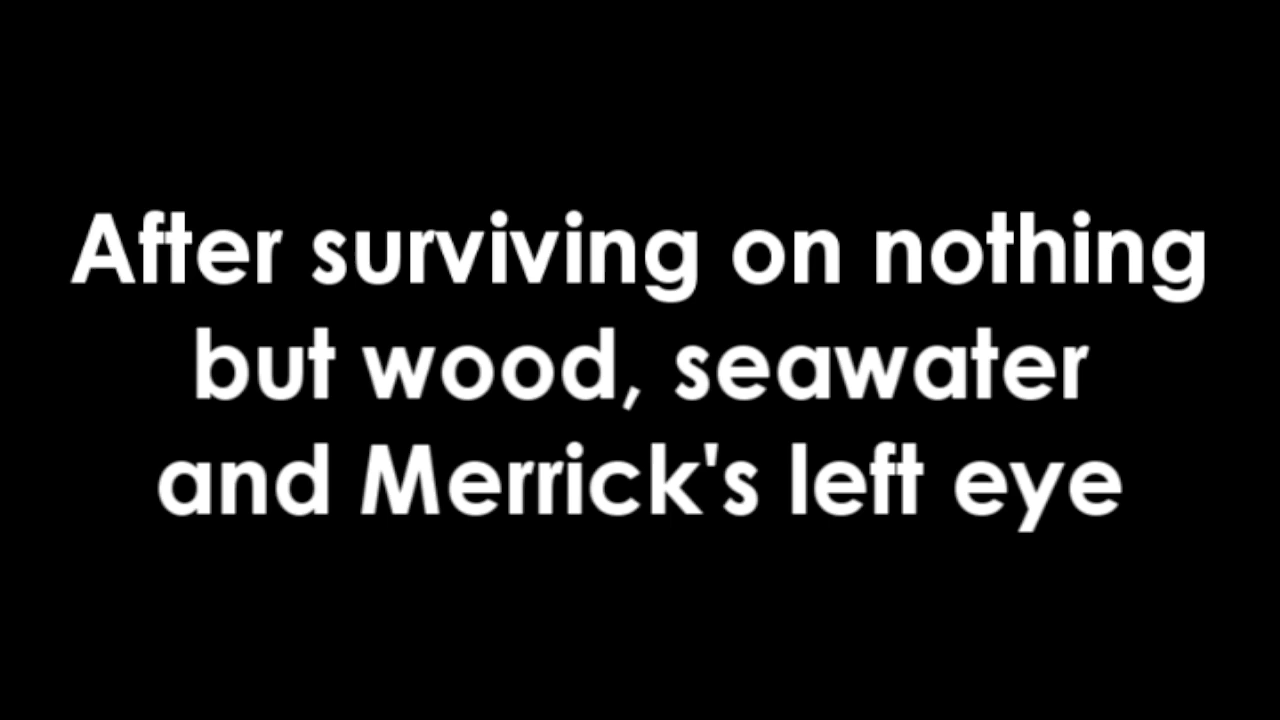 After surviving on nothing
but wood, seawater
and Merrick's left eye